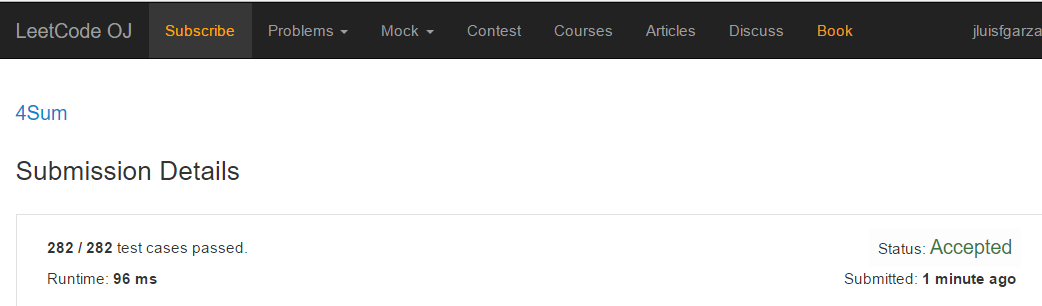 LeetCode OJ Subscribe Problems Mock Contest Courses Articles Discuss Book jluisfgarza
4Sum
Submission Details
282 / 282 test cases passed. Status: Accepted
Runtime: 96 ms Submitted: 1 minute ago